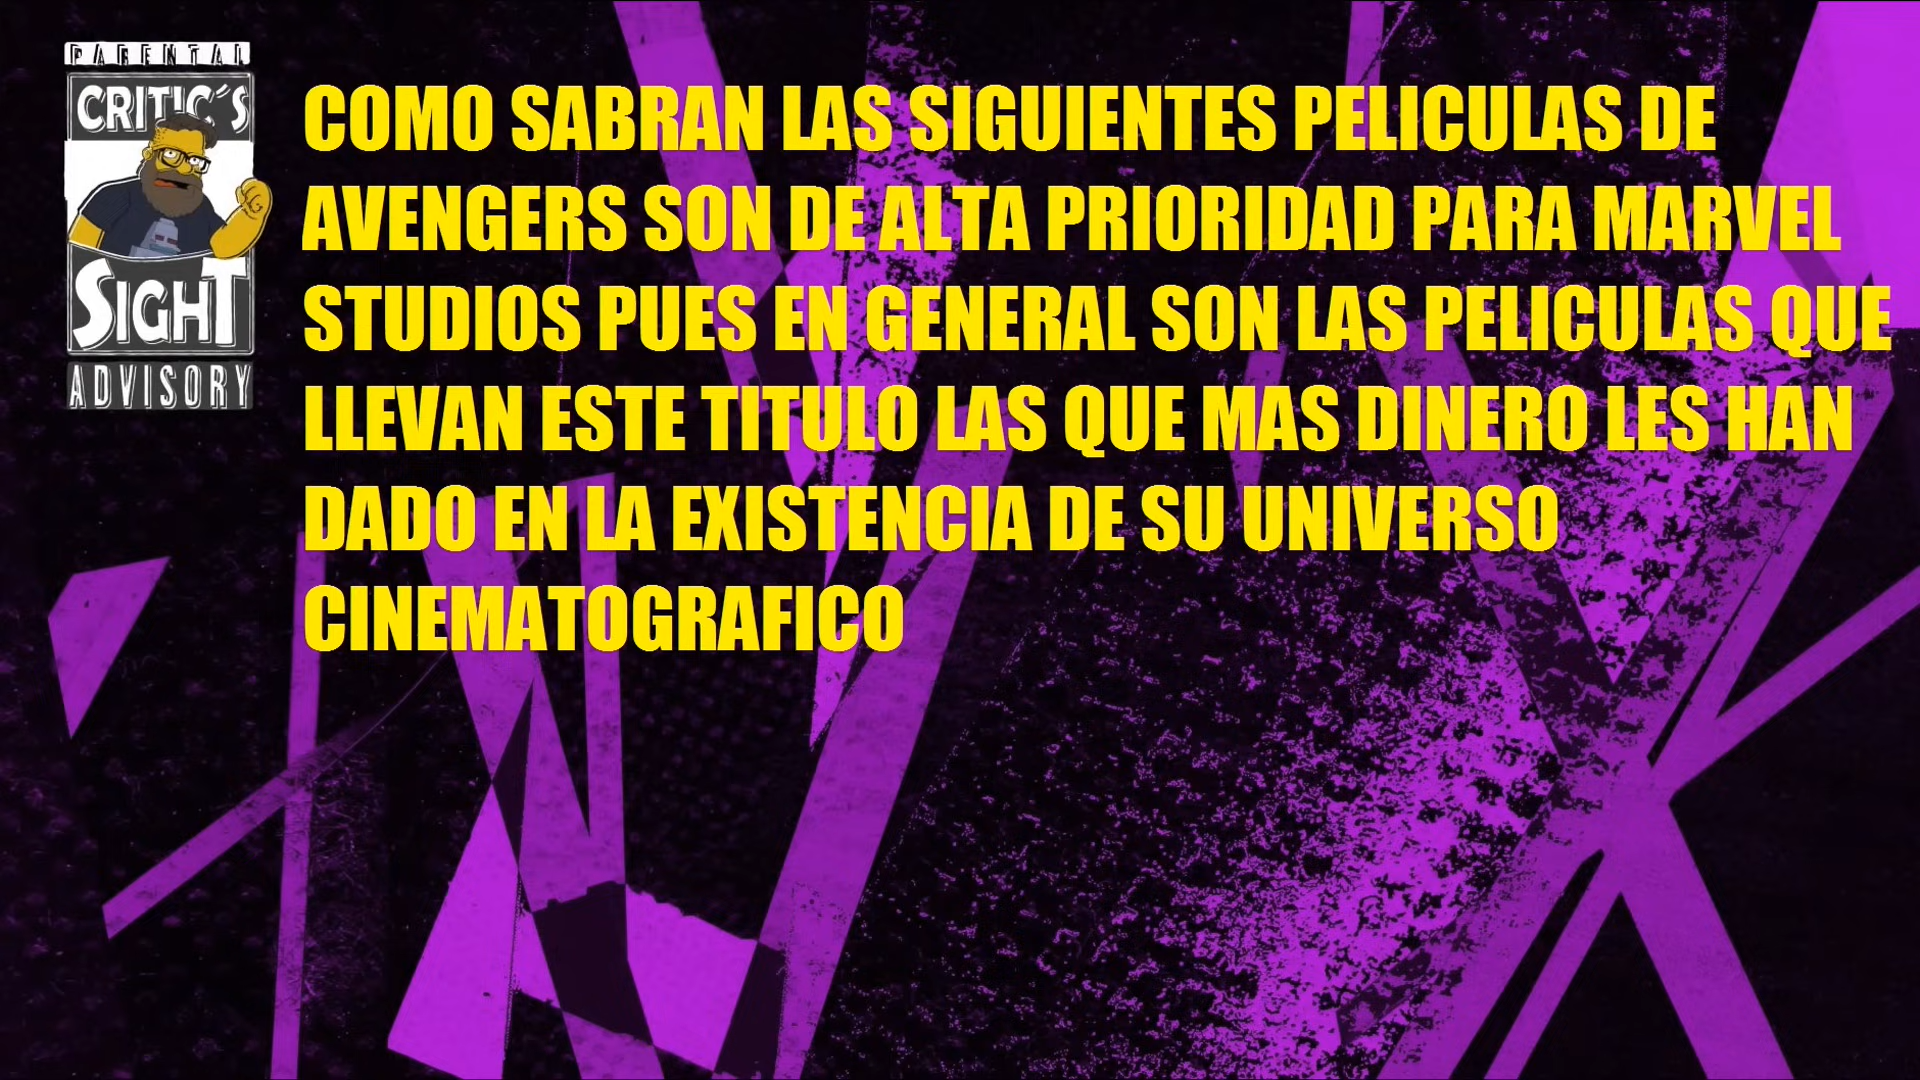 PARENTAL
CRITIC´S
SIGHT
ADVISORY
COMO SABRAN LAS SIGUIENTES PELICULAS DE
AVENGERS SON DE ALTA PRIORIDAD PARA MARVEL
STUDIOS PUES EN GENERAL SON LAS PELICULAS QUE
LLEVAN ESTE TITULO LAS QUE MAS DINERO LES HAN
DADO EN LA EXISTENCIA DE SU UNIVERSO
CINEMATOGRAFICO